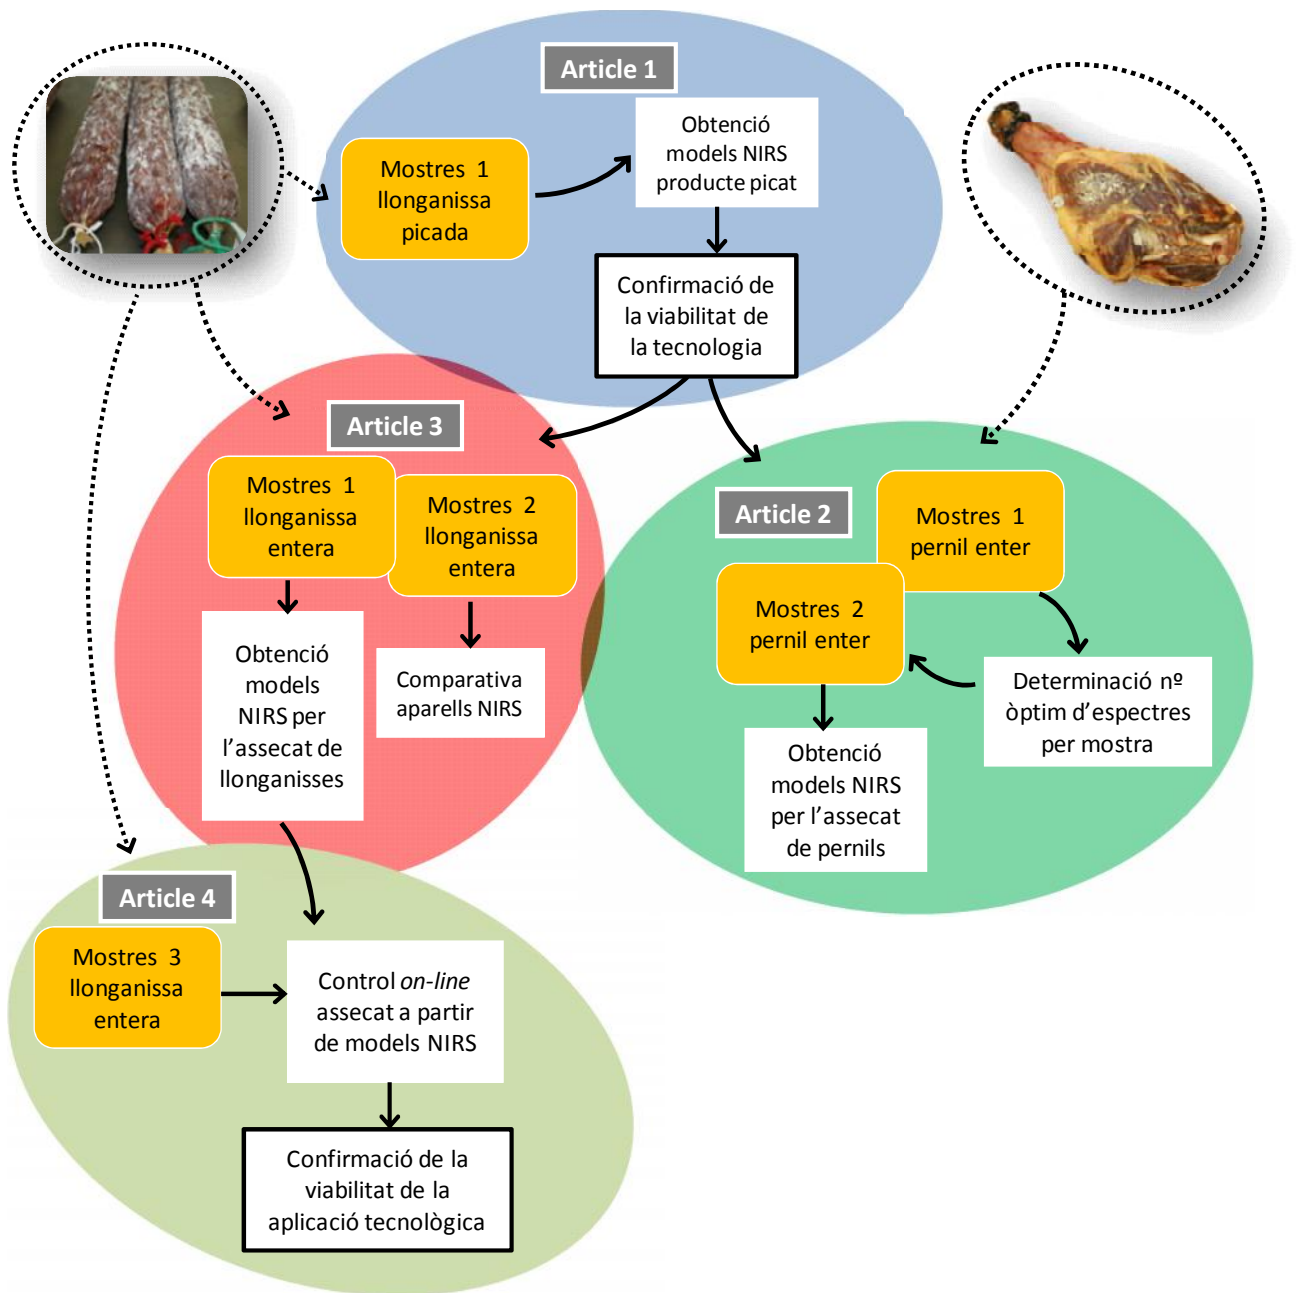 Article 1
Mostres 1
llonganissa
picada
Obtenció
models NIRS
producte picat
Confirmació de
la viabilitat de
la tecnologia
Article 3
Mostres 1
llonganissa
entera
Mostres 2
llonganissa
entera
Obtenció
models
NIRS per
l’assecat de
llonganisses
Comparativa
aparells NIRS
Article 2
Mostres 1
pernil enter
Mostres 2
pernil enter
Determinació nº
òptim d’espectres
per mostra
Obtenció
models NIRS
per l’assecat
de pernils
Article 4
Mostres 3
llonganissa
entera
Control on-line
assecat a partir
de models NIRS
Confirmació de la
viabilitat de la
aplicació tecnològica